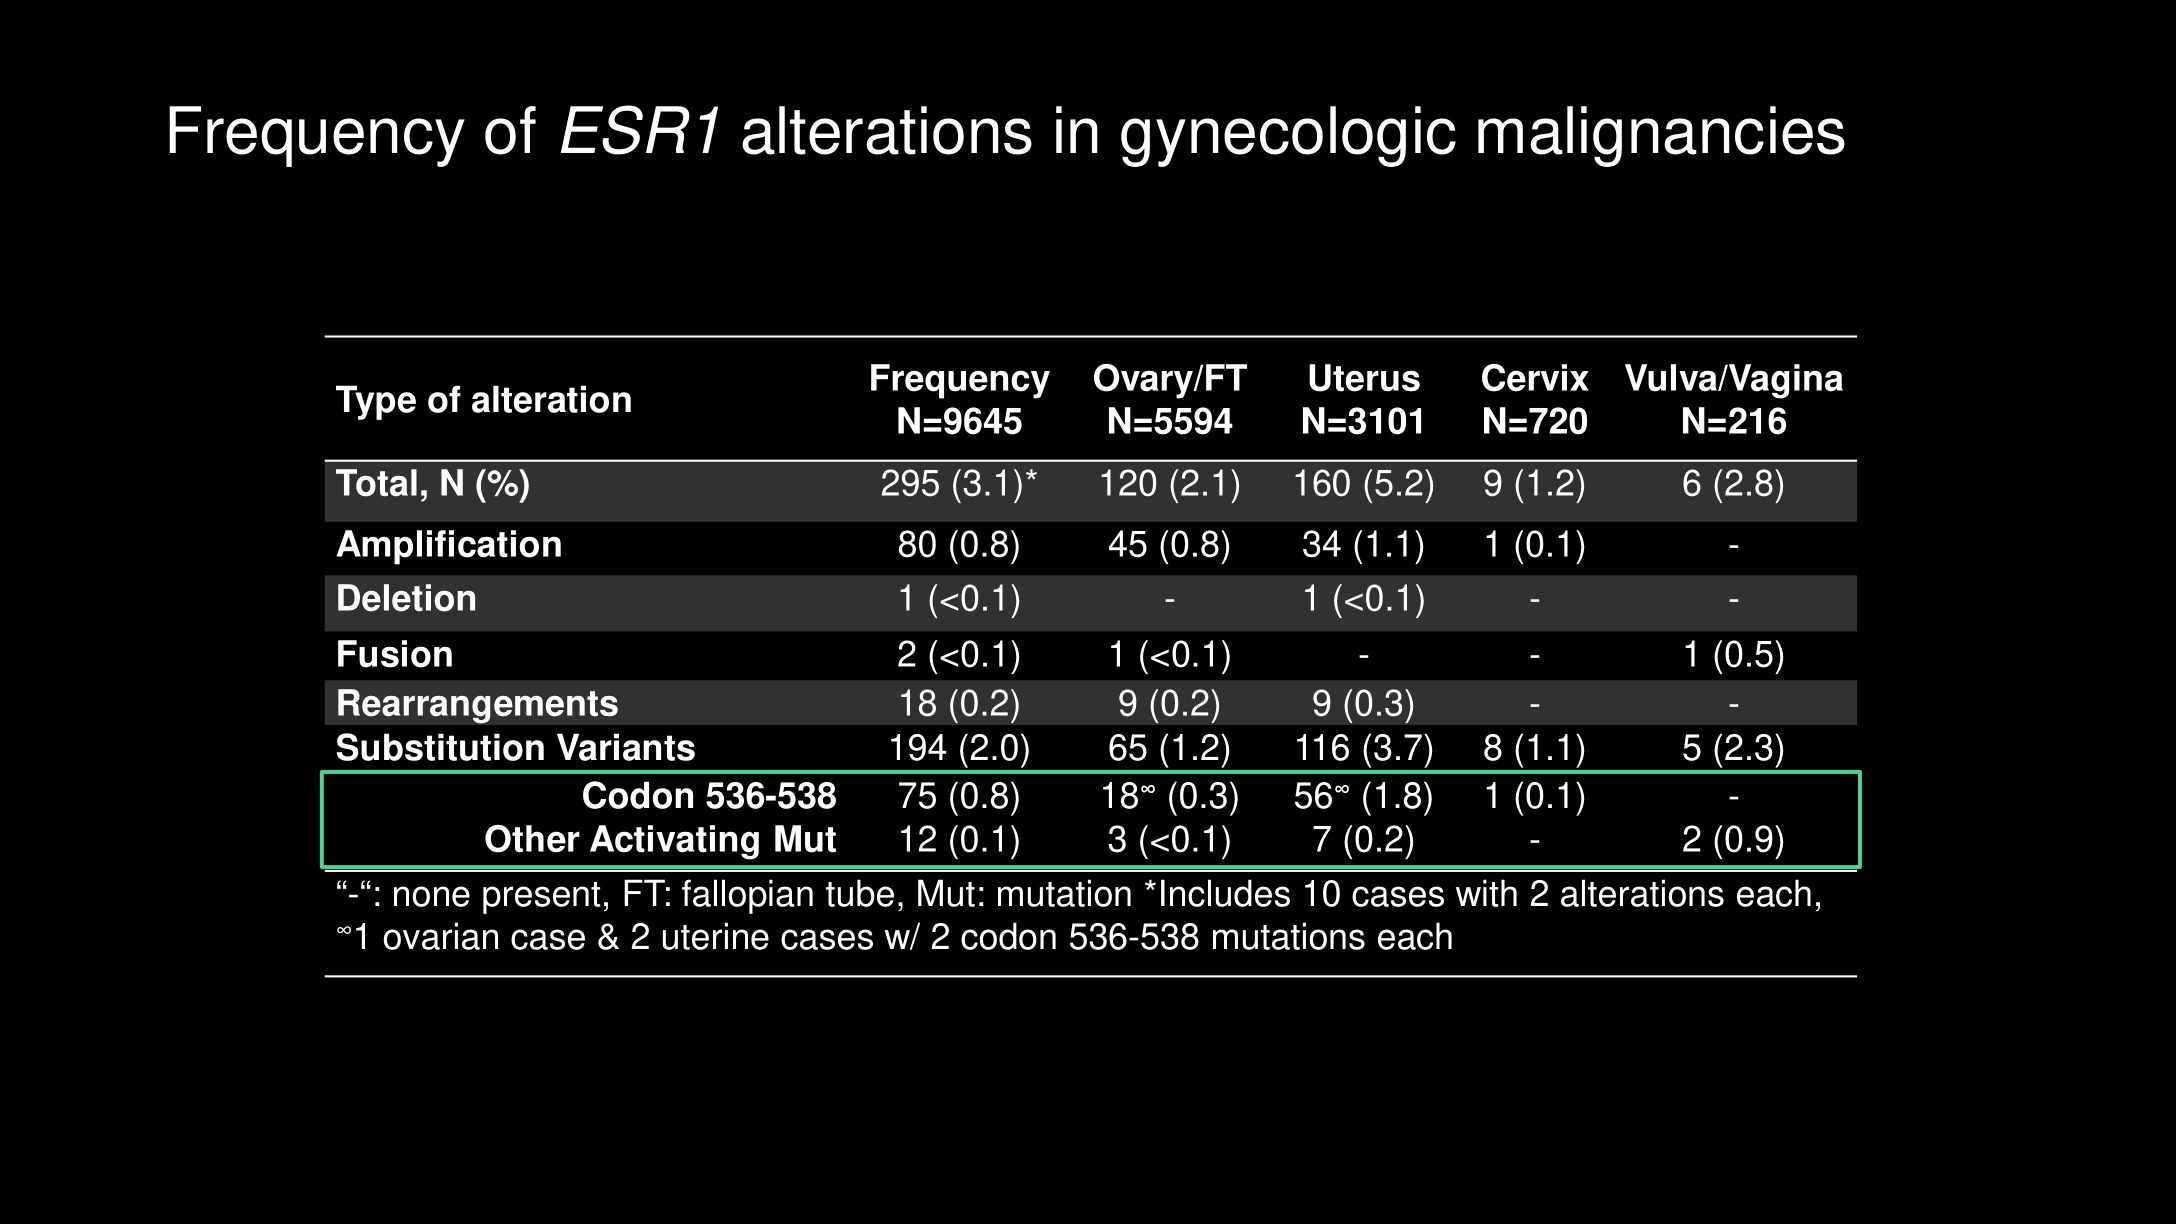 Frequency of ESR1 alterations in gynecologic malignancies
Type of alteration Frequency N=9645 Ovary/FT N=5594 Uterus N=3101 Cervix N=720 Vulva/Vagina N=216
Total, N (%) 295 (3.1)* 120 (2.1) 160 (5.2) 9 (1.2) 6 (2.8)
Amplification 80 (0.8) 45 (0.8) 34 (1.1) 1 (0.1) -
Deletion 1 (<0.1) - 1 (<0.1) - -
Fusion 2 (<0.1) 1 (<0.1) - - 1 (0.5)
Rearrangements 18 (0.2) 9 (0.2) 9 (0.3) - -
Substitution Variants 194 (2.0) 65 (1.2) 116 (3.7) 8 (1.1) 5 (2.3)
Codon 536-538 75 (0.8) 18∞ (0.3) 56∞ (1.8) 1 (0.1) -
Other Activating Mut 12 (0.1) 3 (<0.1) 7 (0.2) - 2 (0.9)
“-“: none present, FT: fallopian tube, Mut: mutation *Includes 10 cases with 2 alterations each,
∞1 ovarian case & 2 uterine cases w/ 2 codon 536-538 mutations each